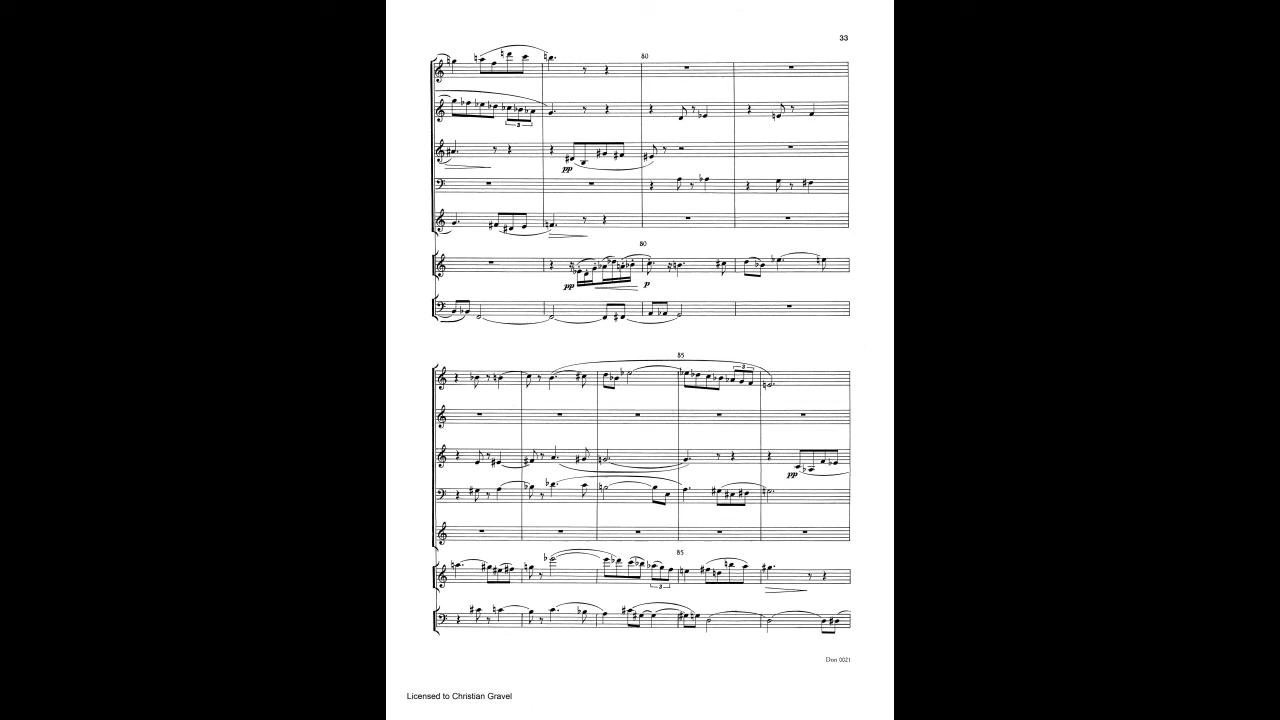 33
80
3
pp
80
pp
p
85
3
pp
85
3
Don 0021
Licensed to Christian Gravel